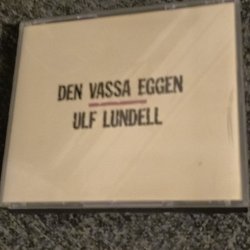 DEN VASSA EGGEN
ULF LUNDELL